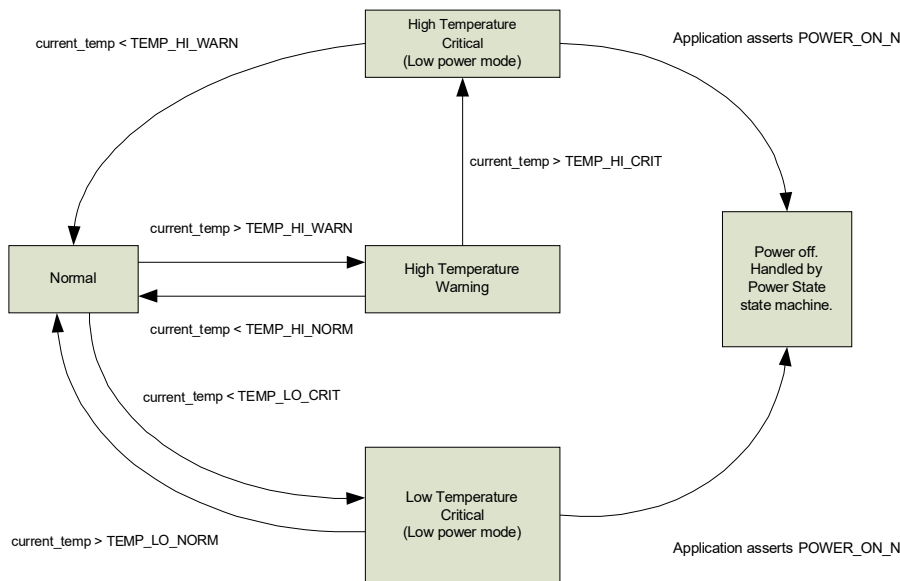 High Temperature
Critical
(Low power mode)
current_temp < TEMP_HI_WARN
Application asserts POWER_ON_N
current_temp > TEMP_HI_CRIT
current_temp > TEMP_HI_WARN
Normal
High Temperature
Warning
Power off.
Handled by
Power State
state machine.
current_temp < TEMP_HI_NORM
current_temp < TEMP_LO_CRIT
Low Temperature
Critical
(Low power mode)
current_temp > TEMP_LO_NORM
Application asserts POWER_ON_N